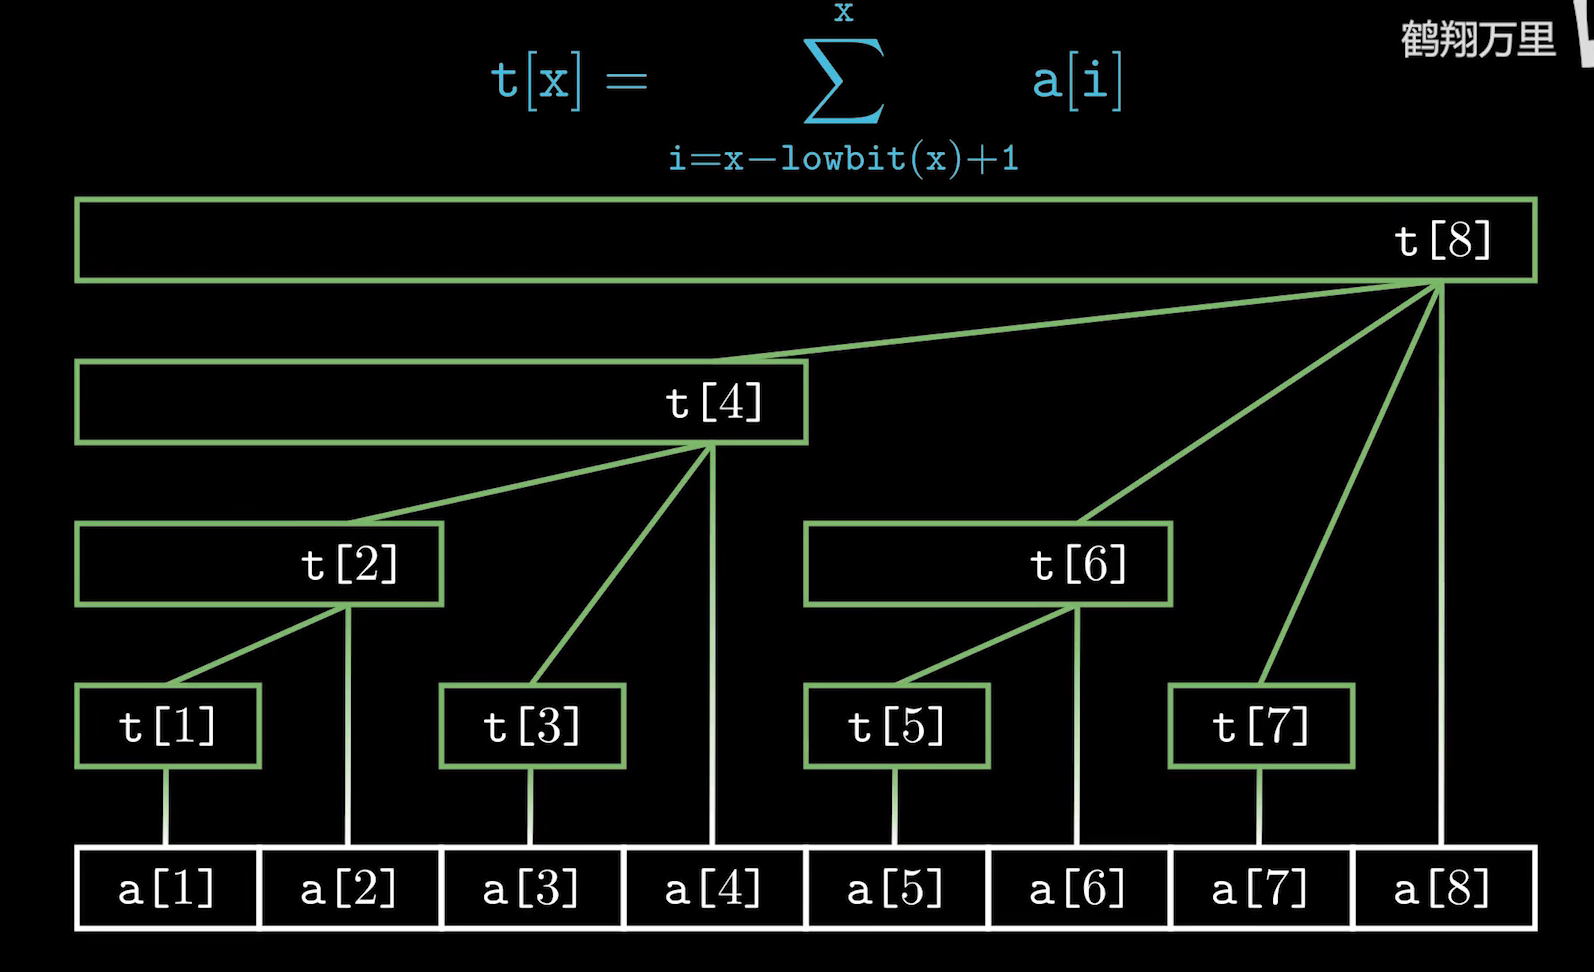 鹤翔万里
x
t[x] = ∑ a[i]
i=x−lowbit(x)+1
t[8]
t[4]
t[2] t[6]
t[1] t[3] t[5] t[7]
a[1] a[2] a[3] a[4] a[5] a[6] a[7] a[8]